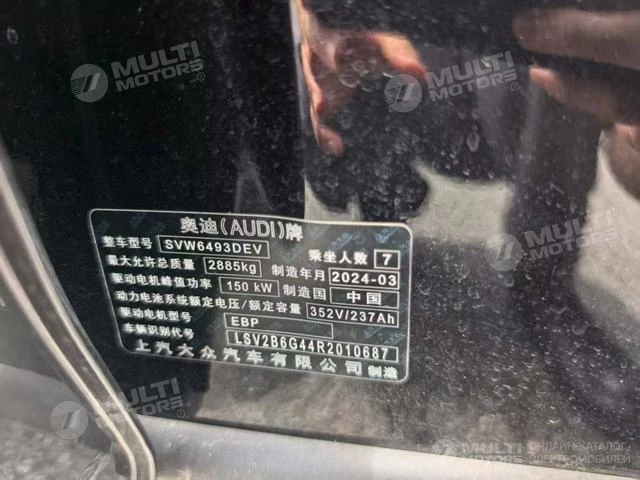 MULTI
MOTORS®
MULTI
MOTORS®
奥迪(AUDI)牌
整车型号 SVW6493DEV 乘坐人数 7
最大允许总质量 2885kg 制造年月 2024-03
驱动电机峰值功率 150 kW 制造国 中国
动力电池系统额定电压/额定容量 352V/237Ah
驱动电机型号 EBP
车辆识别代号 LSV2B6G44R2010687
上汽大众汽车有限公司 制造
MULTI
MOTORS
MULTI
MOTORS
ОНЛАЙН-КАТАЛОГ
ЭЛЕКТРОМОБИЛЕЙ